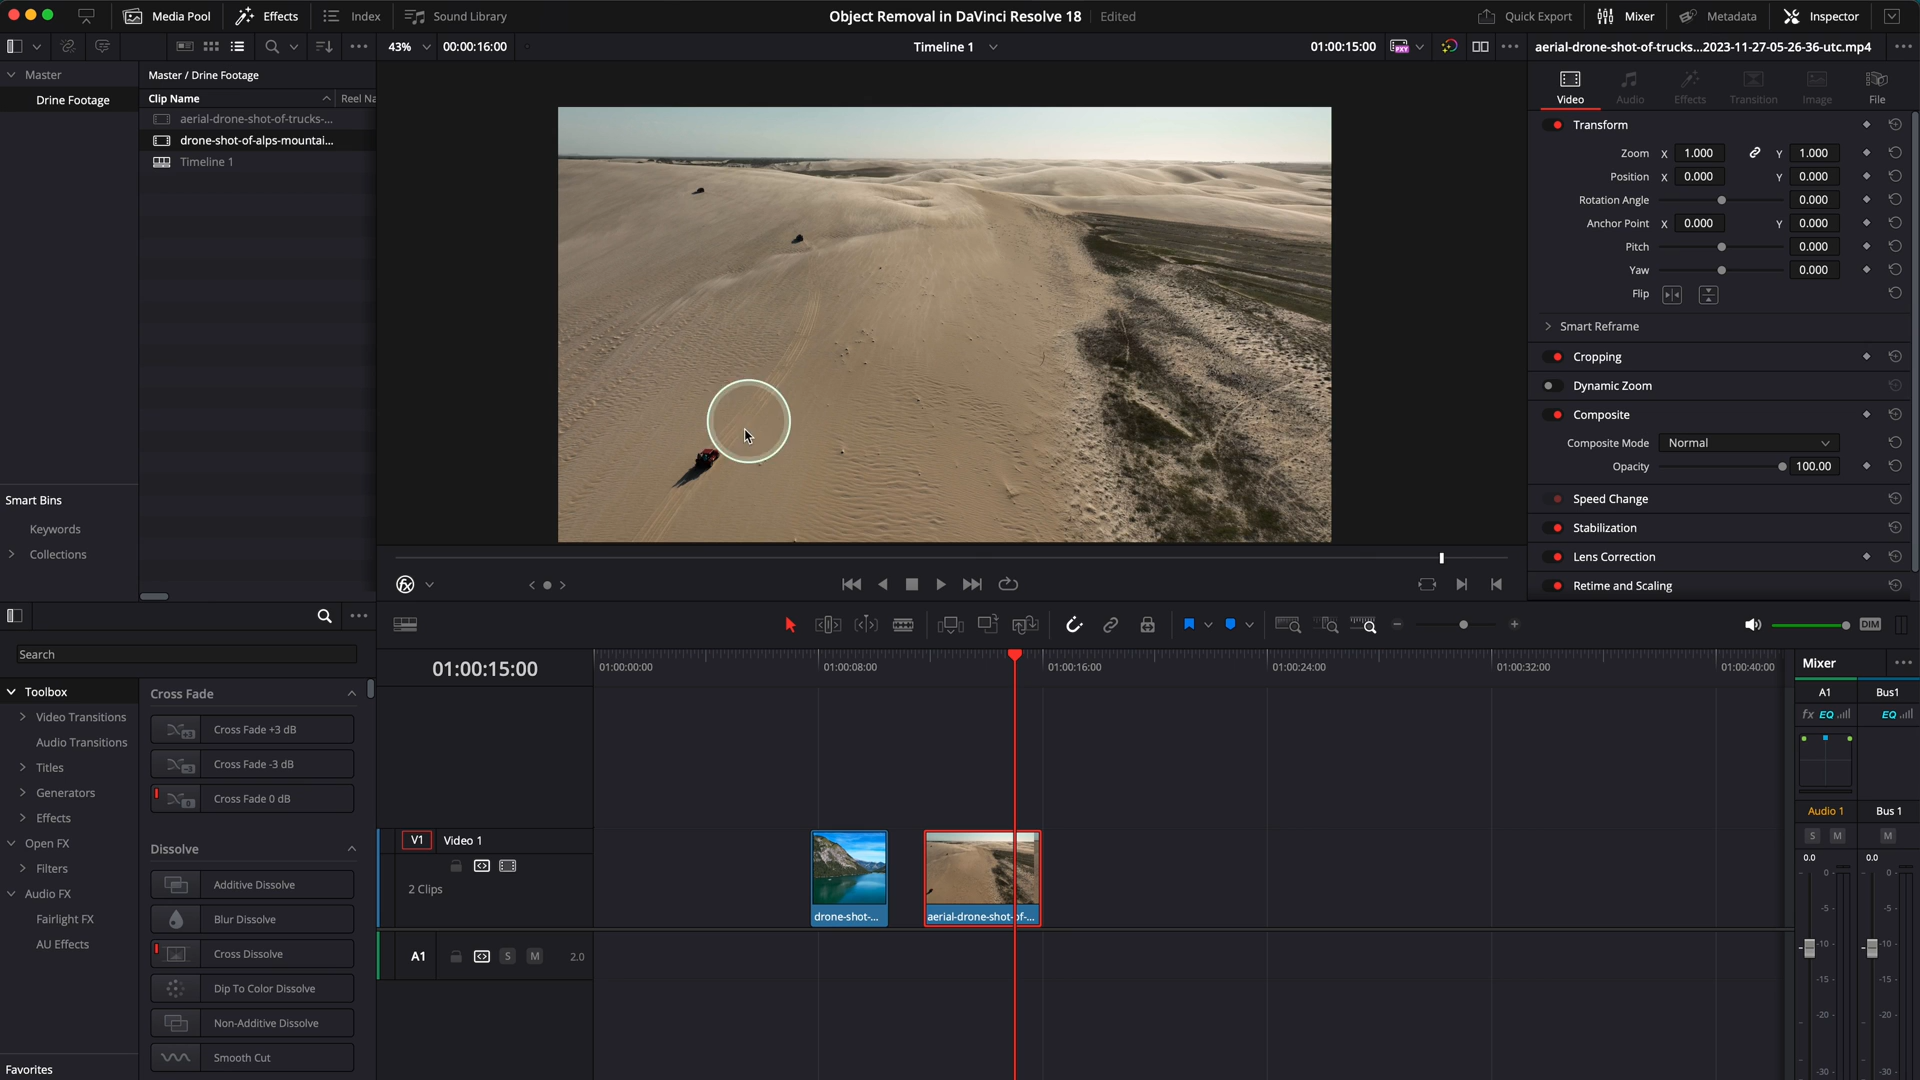 Media Pool
Effects
Index
Sound Library
Object Removal in DaVinci Resolve 18
Edited
Quick Export
Mixer
Metadata
Inspector
43%
00:00:16:00
Timeline 1
01:00:15:00
PXY
aerial-drone-shot-of-trucks...2023-11-27-05-26-36-utc.mp4
Master
Drine Footage
Master / Drine Footage
Clip Name
Reel Na
aerial-drone-shot-of-trucks-...
drone-shot-of-alps-mountai...
Timeline 1
Smart Bins
Keywords
Collections
Video
Audio
Effects
Transition
Image
File
Transform
Zoom X 1.000 Y 1.000
Position X 0.000 Y 0.000
Rotation Angle 0.000
Anchor Point X 0.000 Y 0.000
Pitch 0.000
Yaw 0.000
Flip
Smart Reframe
Cropping
Dynamic Zoom
Composite
Composite Mode Normal
Opacity 100.00
Speed Change
Stabilization
Lens Correction
Retime and Scaling
DIM
Search
Toolbox
Video Transitions
Audio Transitions
Titles
Generators
Effects
Open FX
Filters
Audio FX
Fairlight FX
AU Effects
Favorites
Cross Fade
+3 Cross Fade +3 dB
-3 Cross Fade -3 dB
0 Cross Fade 0 dB
Dissolve
Additive Dissolve
Blur Dissolve
Cross Dissolve
Dip To Color Dissolve
Non-Additive Dissolve
Smooth Cut
01:00:15:00
01:00:00:00
01:00:08:00
01:00:16:00
01:00:24:00
01:00:32:00
01:00:40:00
V1 Video 1
2 Clips
drone-shot-...
aerial-drone-shot-of-...
A1 S M 2.0
Mixer
A1 Bus1
fx EQ EQ
Audio 1 Bus 1
S M M
0.0 0.0
0- 0-
-5- -5-
-10- -10-
-15- -15-
-20- -20-
-30- -30-